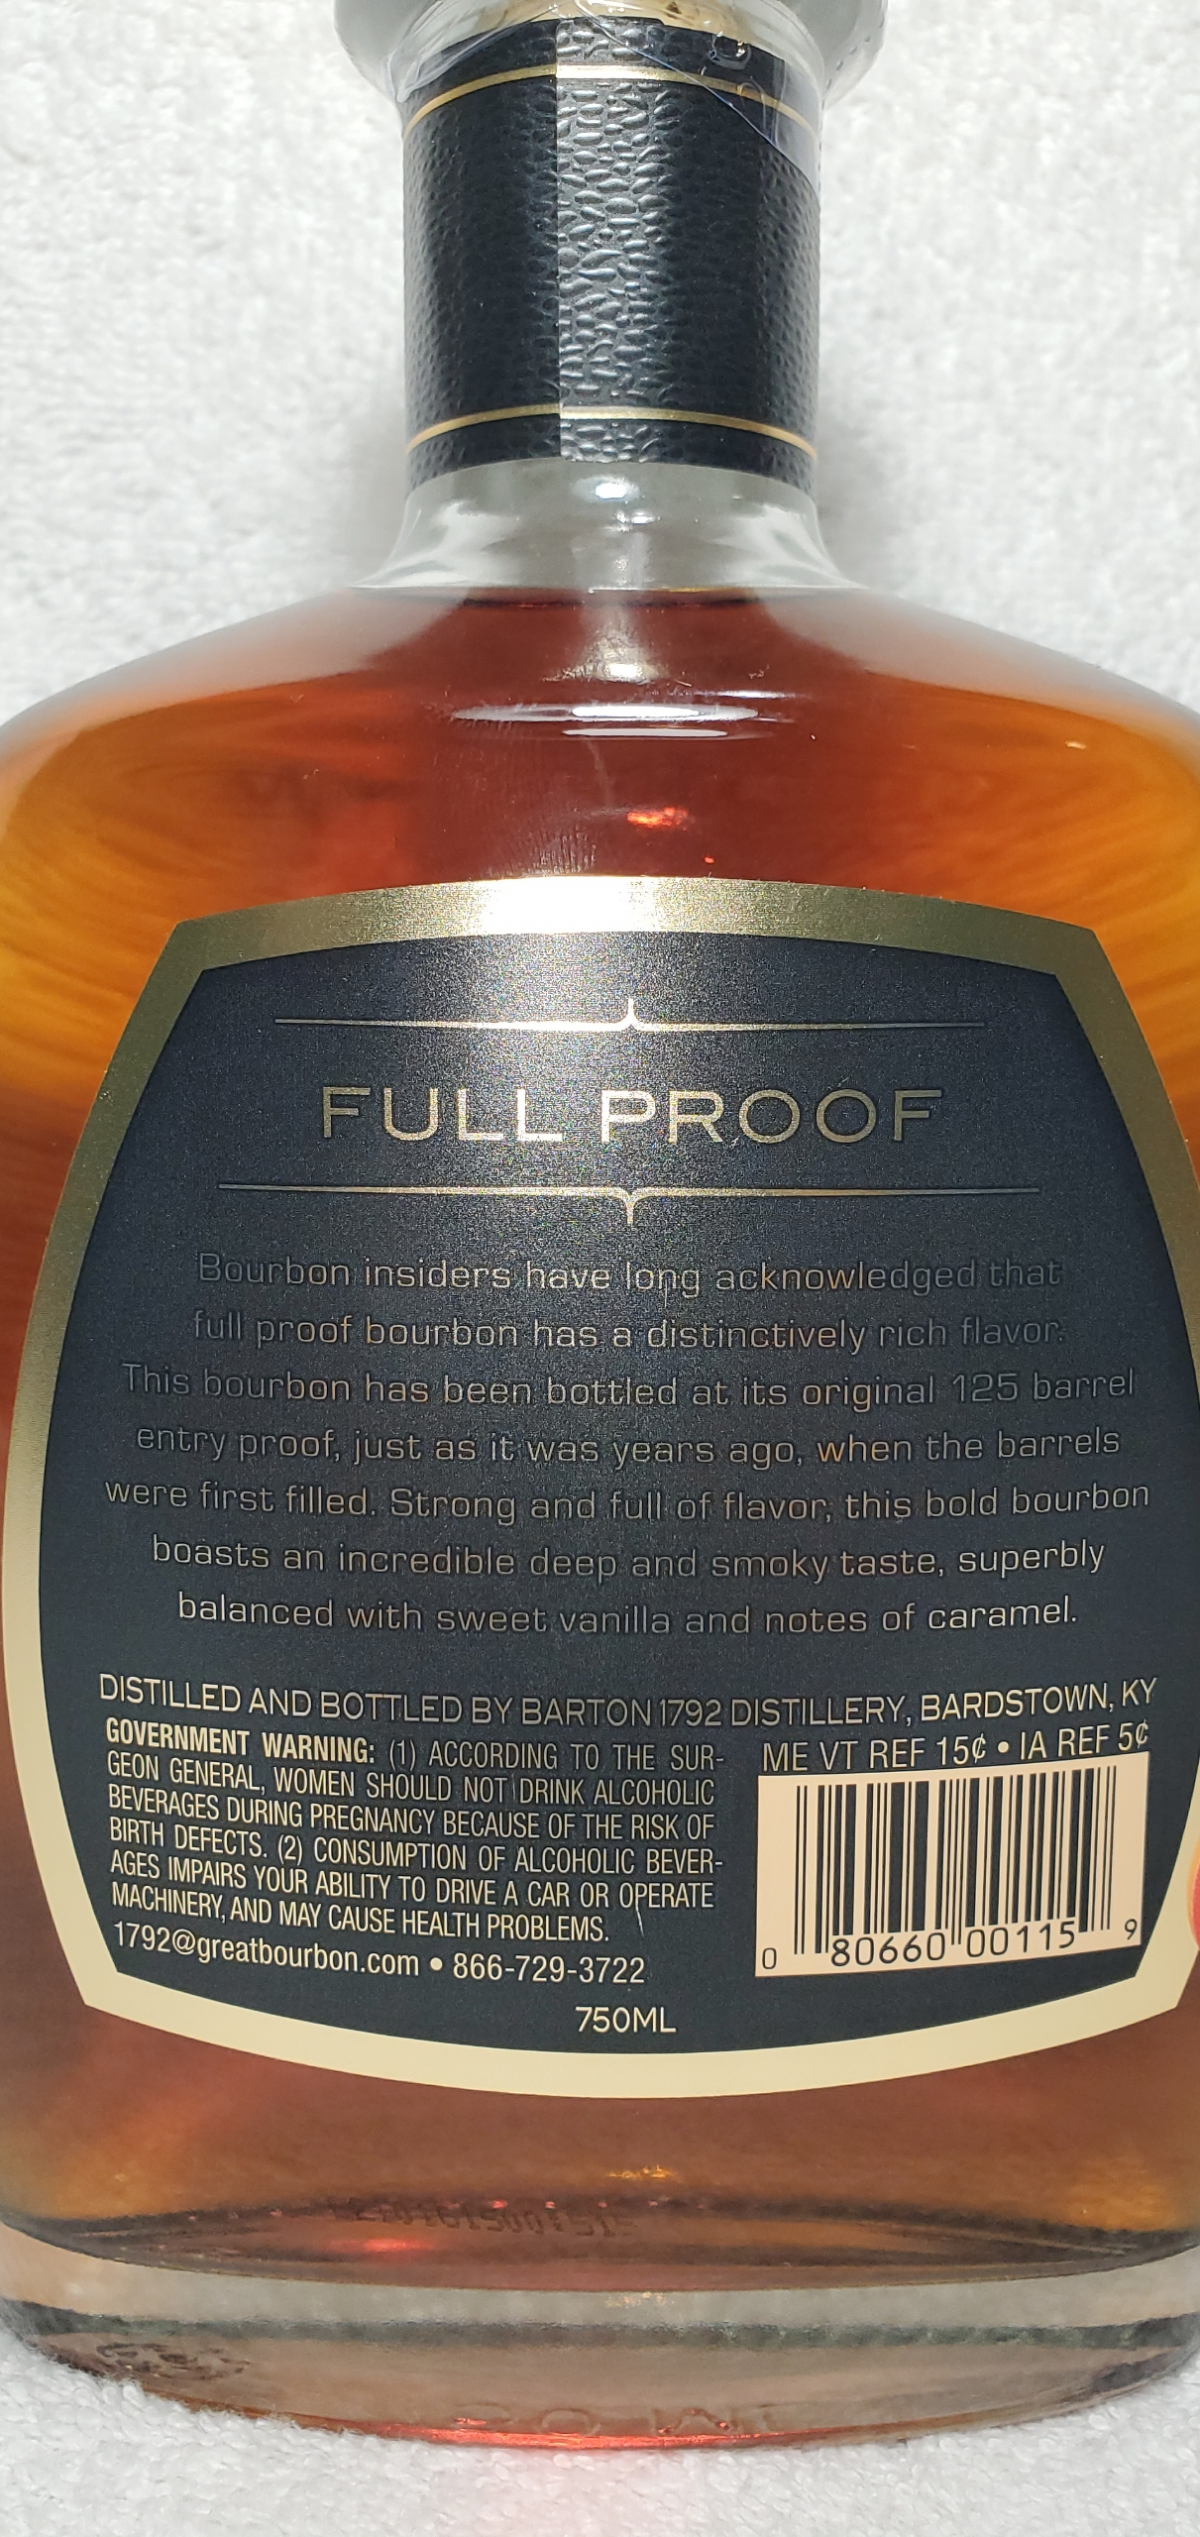 FULL PROOF
Bourbon insiders have long acknowledged that
full proof bourbon has a distinctively rich flavor.
This bourbon has been bottled at its original 125 barrel
entry proof, just as it was years ago, when the barrels
were first filled. Strong and full of flavor, this bold bourbon
boasts an incredible deep and smoky taste, superbly
balanced with sweet vanilla and notes of caramel.
DISTILLED AND BOTTLED BY BARTON 1792 DISTILLERY, BARDSTOWN, KY
GOVERNMENT WARNING: (1) ACCORDING TO THE SUR-
GEON GENERAL, WOMEN SHOULD NOT DRINK ALCOHOLIC
BEVERAGES DURING PREGNANCY BECAUSE OF THE RISK OF
BIRTH DEFECTS. (2) CONSUMPTION OF ALCOHOLIC BEVER-
AGES IMPAIRS YOUR ABILITY TO DRIVE A CAR OR OPERATE
MACHINERY, AND MAY CAUSE HEALTH PROBLEMS.
1792@greatbourbon.com • 866-729-3722
ME VT REF 15¢ • IA REF 5¢
0 80660 00115 9
750ML